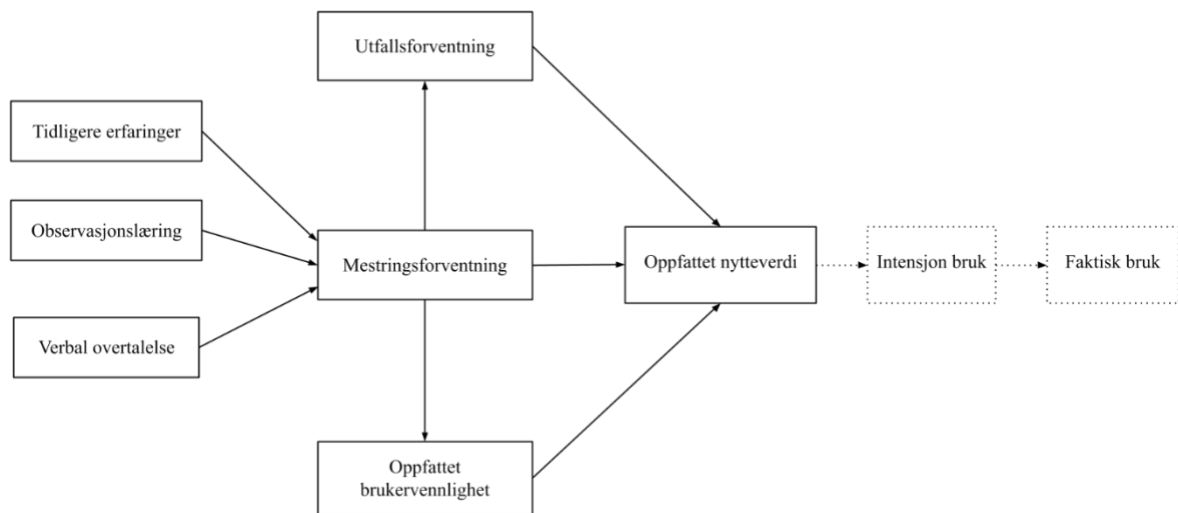 Utfallsforventning
Tidligere erfaringer
Observasjonslæring
Mestringsforventning
Oppfattet nytteverdi
Intensjon bruk
Faktisk bruk
Verbal overtalelse
Oppfattet
brukervennlighet